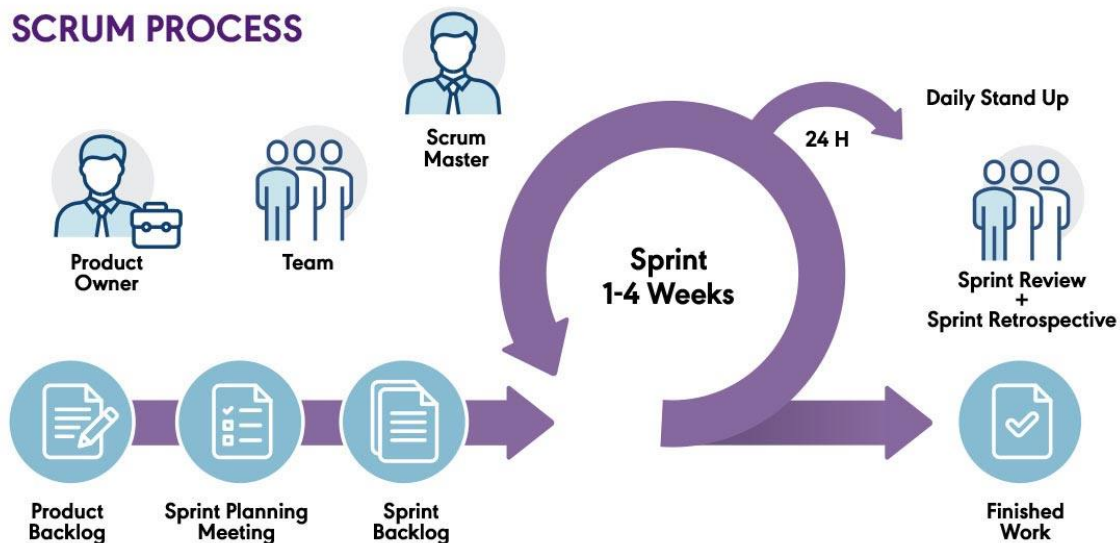 SCRUM PROCESS
Scrum
Master
Product
Owner
Team
Daily Stand Up
24 H
Sprint
1-4 Weeks
Sprint Review
+
Sprint Retrospective
Product
Backlog
Sprint Planning
Meeting
Sprint
Backlog
Finished
Work